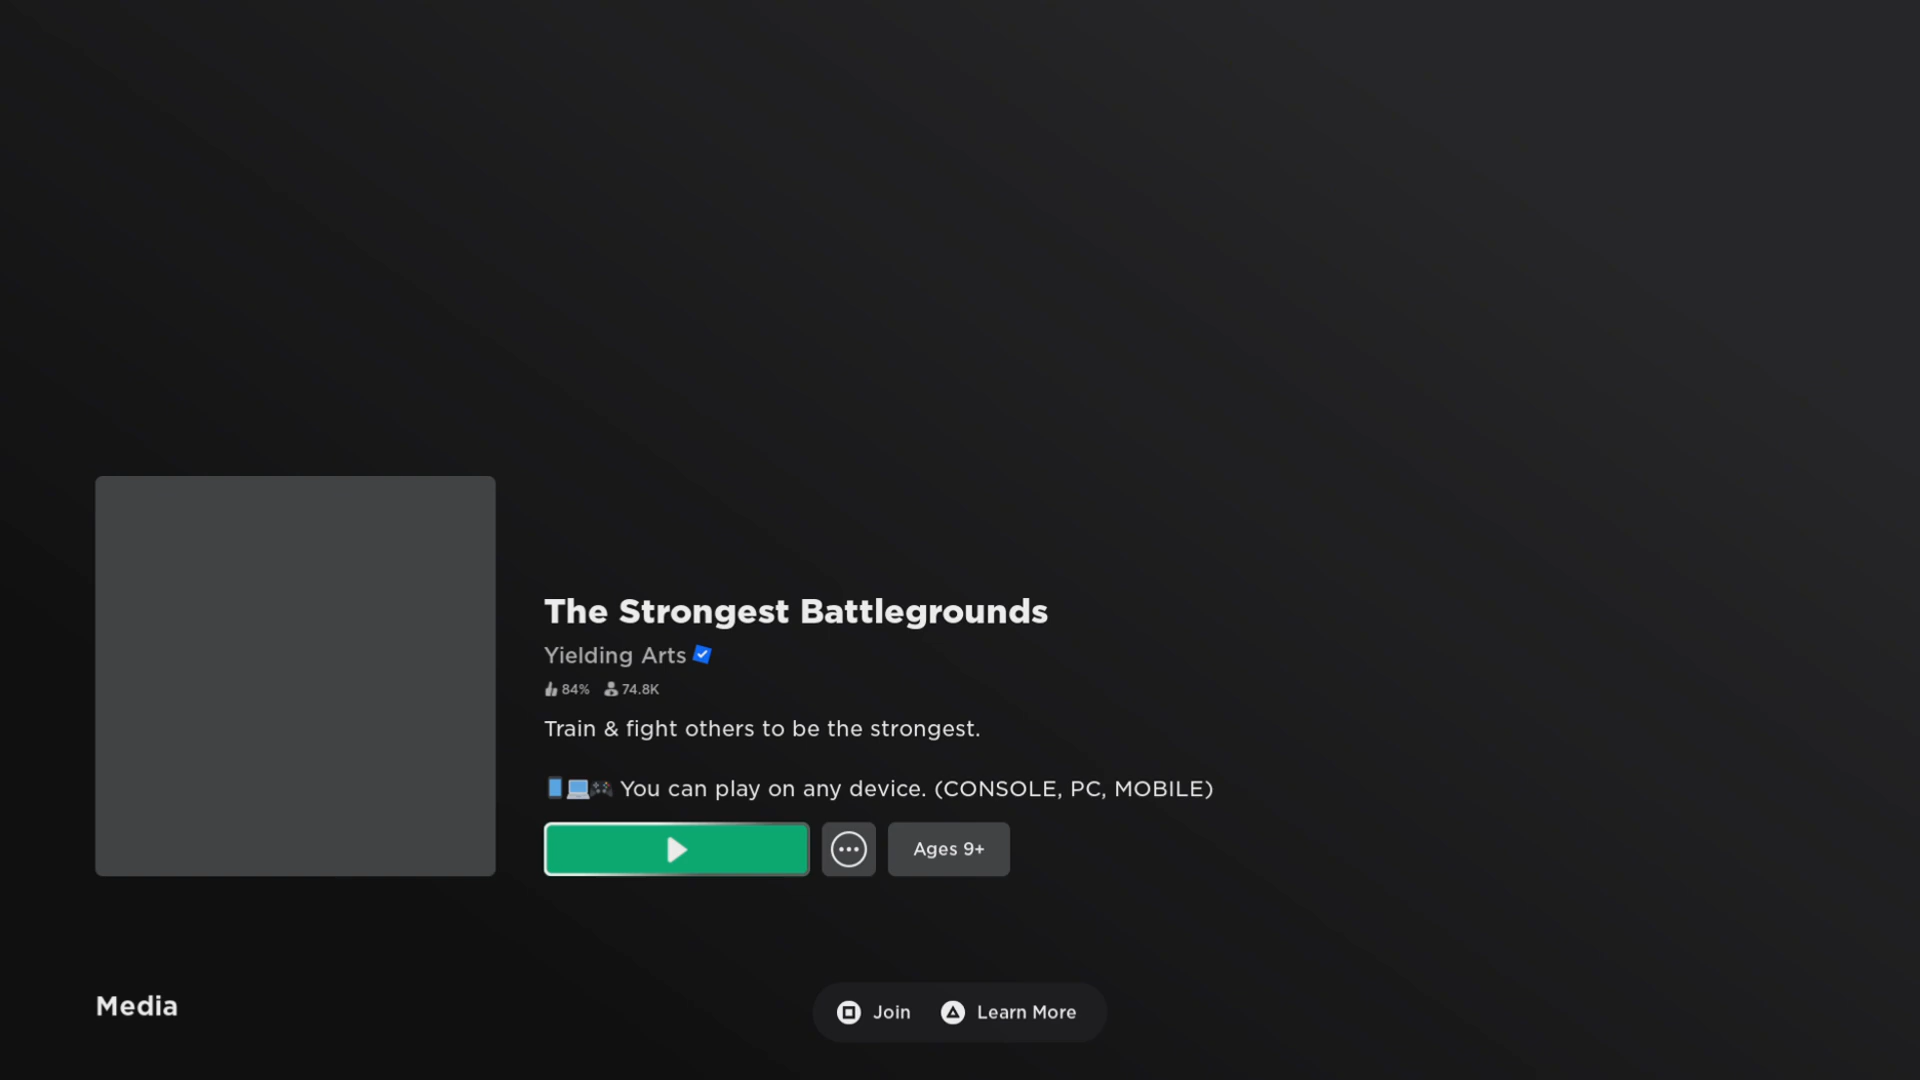 The Strongest Battlegrounds
Yielding Arts
84% 74.8K
Train & fight others to be the strongest.
📱💻🎮 You can play on any device. (CONSOLE, PC, MOBILE)
Ages 9+
Media
Join Learn More